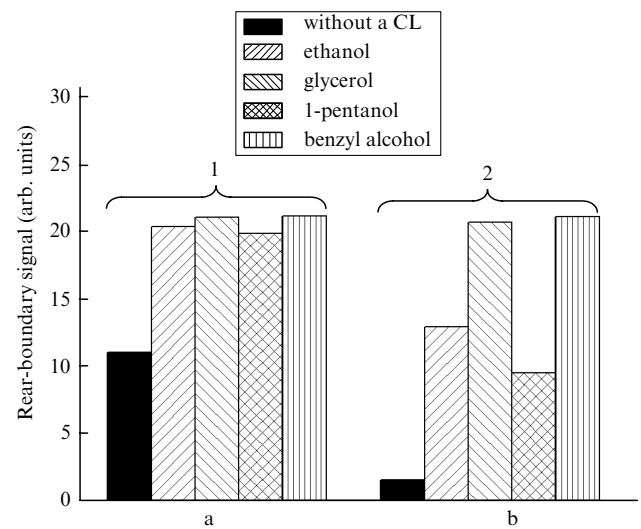 without a CL
ethanol
glycerol
1-pentanol
benzyl alcohol
Rear-boundary signal (arb. units)
30
25
20
15
10
5
0
1
2
a
b